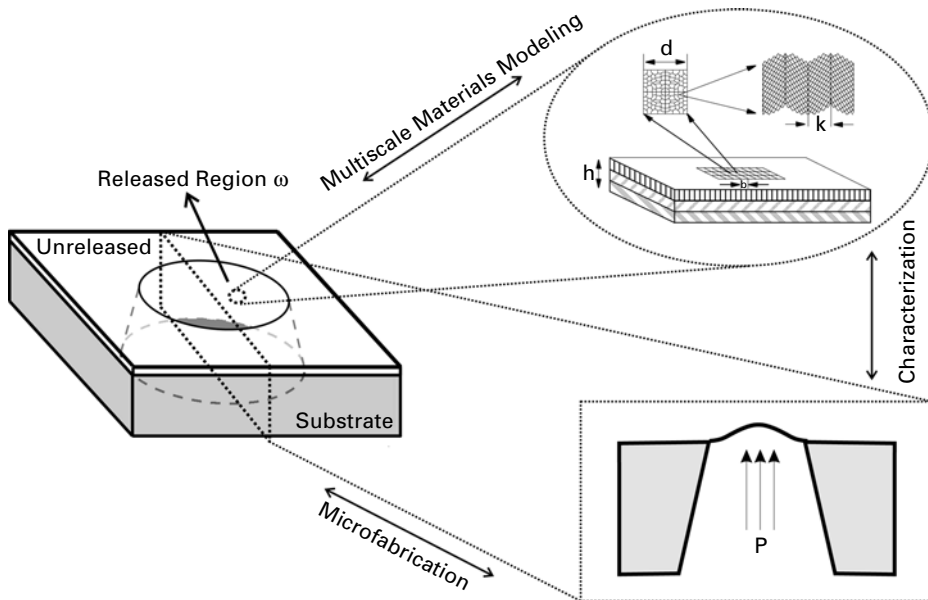 Multiscale Materials Modeling
d
k
h
b
Released Region ω
Unreleased
Substrate
Characterization
Microfabrication
P